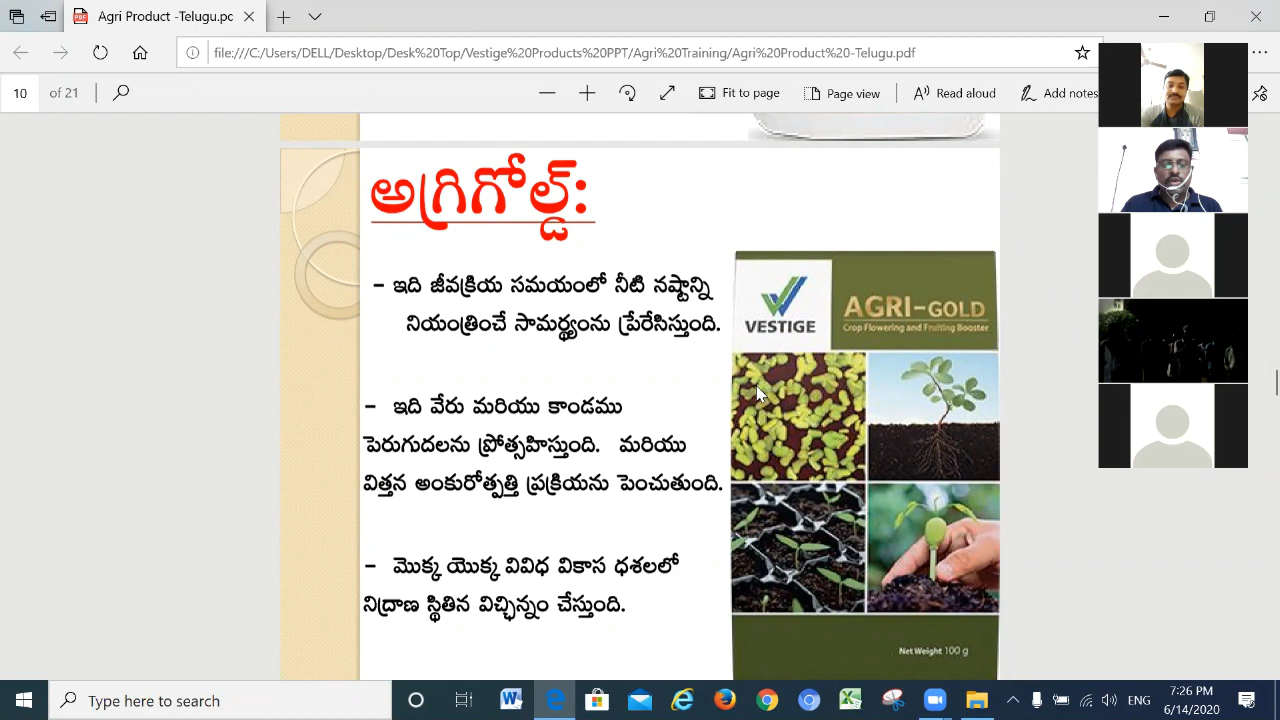 Agri Product -Telugu.pd
file:///C:/Users/DELL/Desktop/Desk%20Top/Vestige%20Products%20PPT/Agri%20Training/Agri%20Product%20-Telugu.pdf
10 of 21
Fit to page
Page view
Read aloud
Add notes
అగ్రిగోల్డ్:
- ఇది జీవక్రియ సమయంలో నీటి నష్టాన్ని
నియంత్రించే సామర్థ్యంను ప్రేరేసిస్తుంది.
- ఇది వేరు మరియు కాండము
పెరుగుదలను ప్రోత్సహిస్తుంది. మరియు
విత్తన అంకురోత్పత్తి ప్రక్రియను పెంచుతుంది.
- మొక్క యొక్క వివిధ వికాస ధశలలో
నిద్రాణ స్థితిన విచ్ఛిన్నం చేస్తుంది.
VESTIGE
AGRI-GOLD
Crop Flowering and Fruiting Booster
Net Weight 100 g
Type here to search
ENG
7:26 PM
6/14/2020